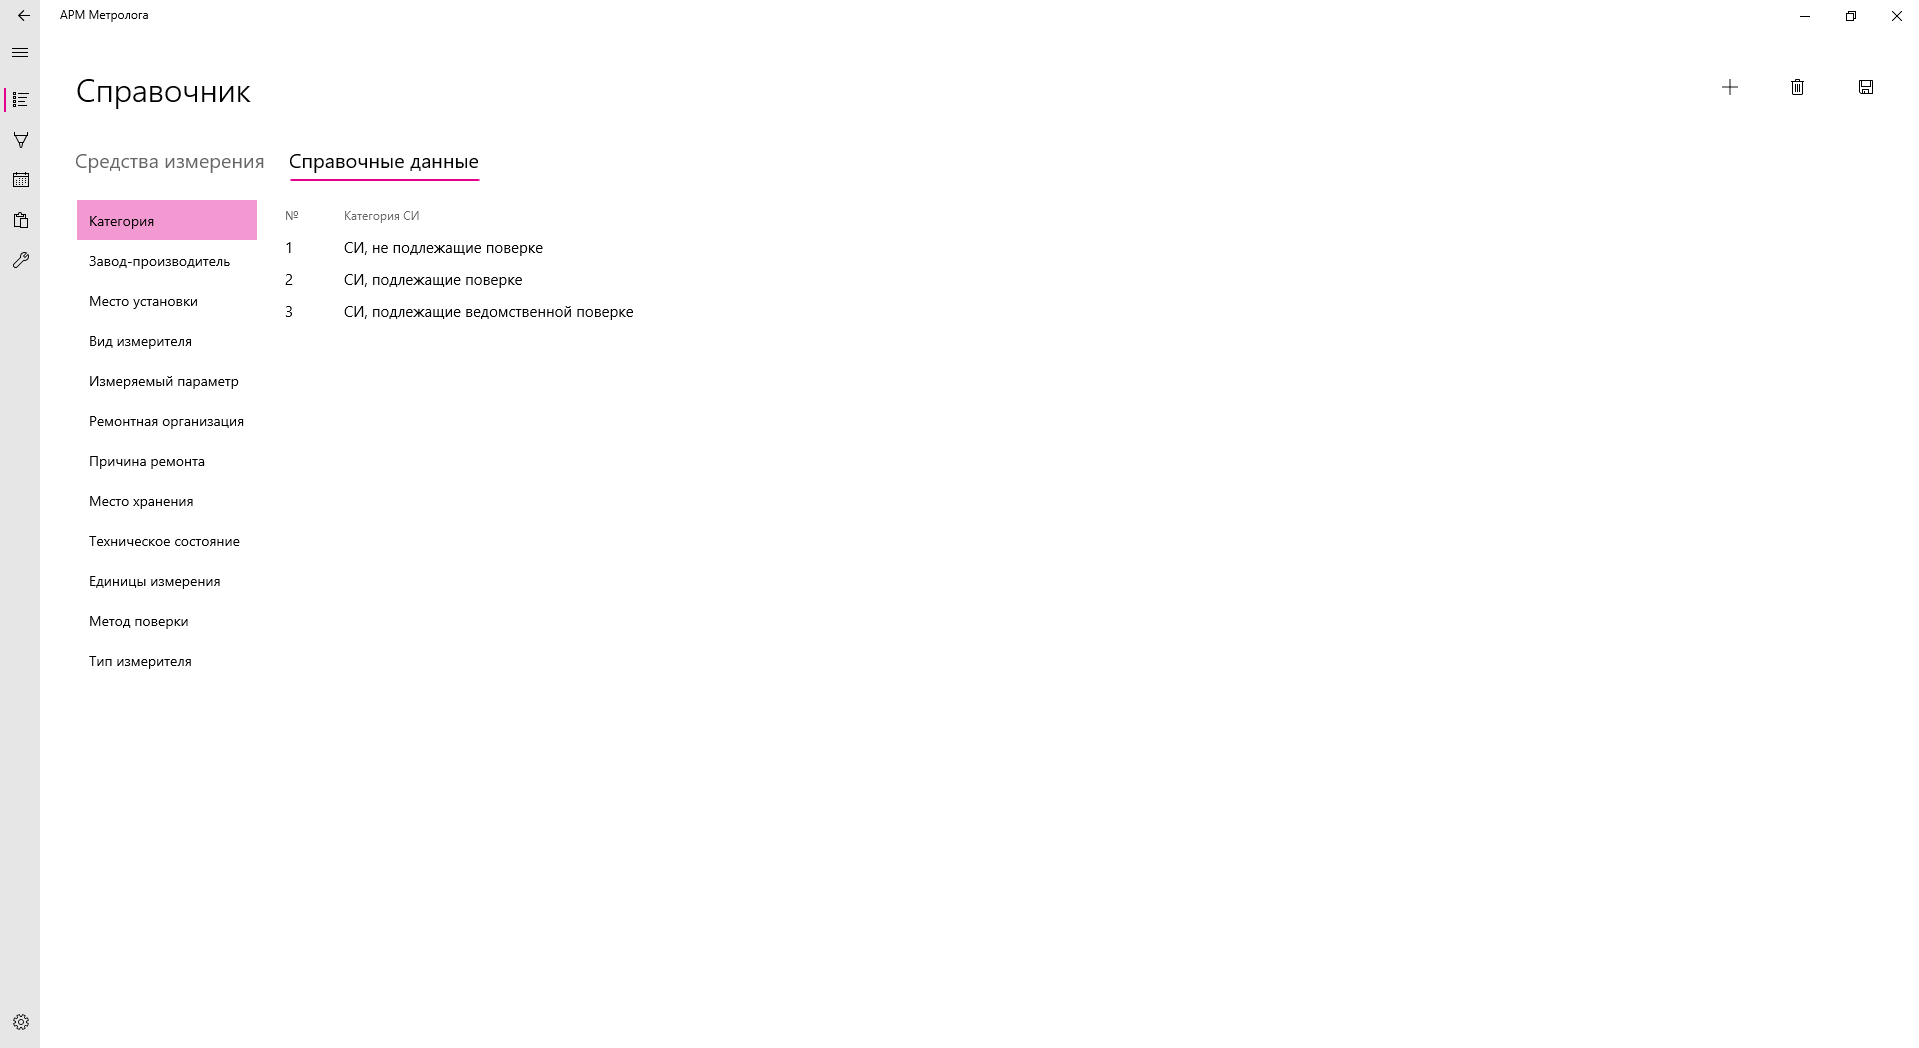 АРМ Метролога
Справочник
Средства измерения Справочные данные
Категория
Завод-производитель
Место установки
Вид измерителя
Измеряемый параметр
Ремонтная организация
Причина ремонта
Место хранения
Техническое состояние
Единицы измерения
Метод поверки
Тип измерителя
№ Категория СИ
1 СИ, не подлежащие поверке
2 СИ, подлежащие поверке
3 СИ, подлежащие ведомственной поверке